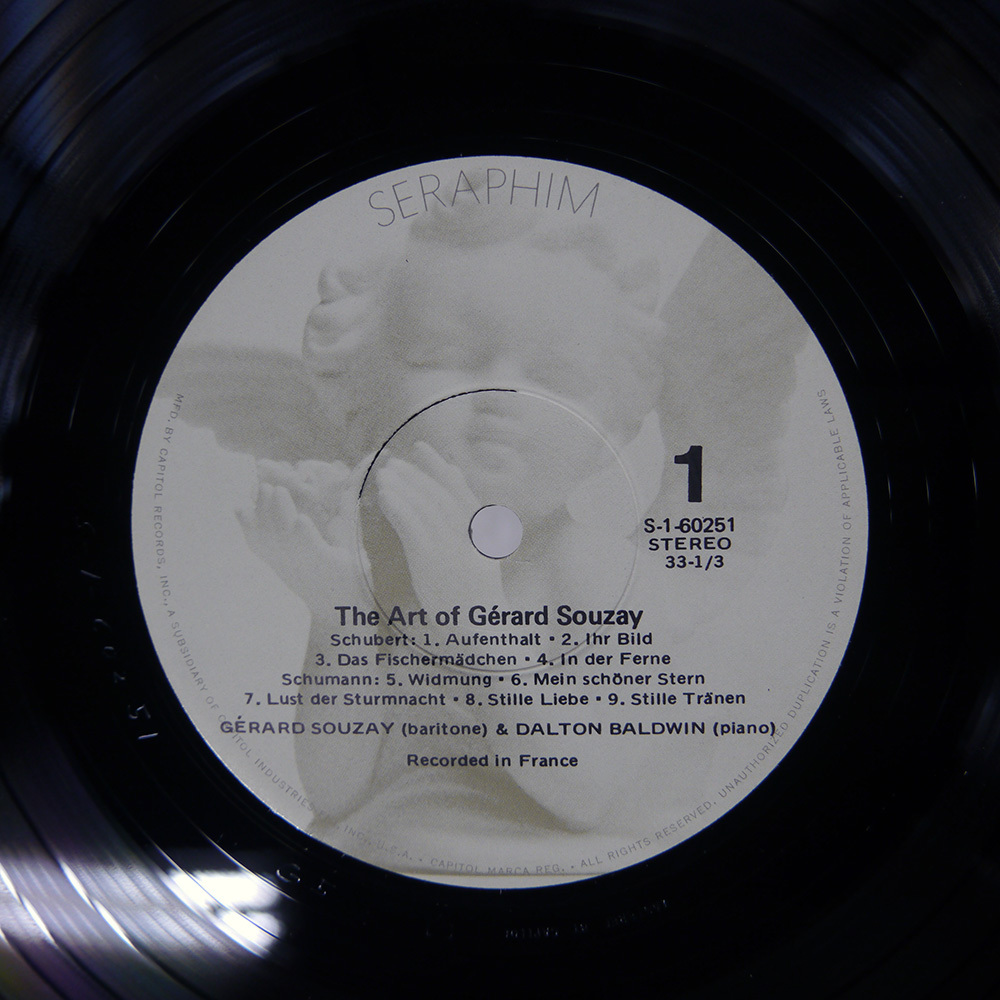 SERAPHIM
1
S-1-60251
STEREO
33-1/3
The Art of Gérard Souzay
Schubert: 1. Aufenthalt • 2. Ihr Bild
3. Das Fischermädchen • 4. In der Ferne
Schumann: 5. Widmung • 6. Mein schöner Stern
7. Lust der Sturmnacht • 8. Stille Liebe • 9. Stille Tränen
GÉRARD SOUZAY (baritone) & DALTON BALDWIN (piano)
Recorded in France
MFD. BY CAPITOL RECORDS, INC., A SUBSIDIARY OF CAPITOL INDUSTRIES, INC., U.S.A. • CAPITOL MARCA REG. • ALL RIGHTS RESERVED. UNAUTHORIZED DUPLICATION IS A VIOLATION OF APPLICABLE LAWS